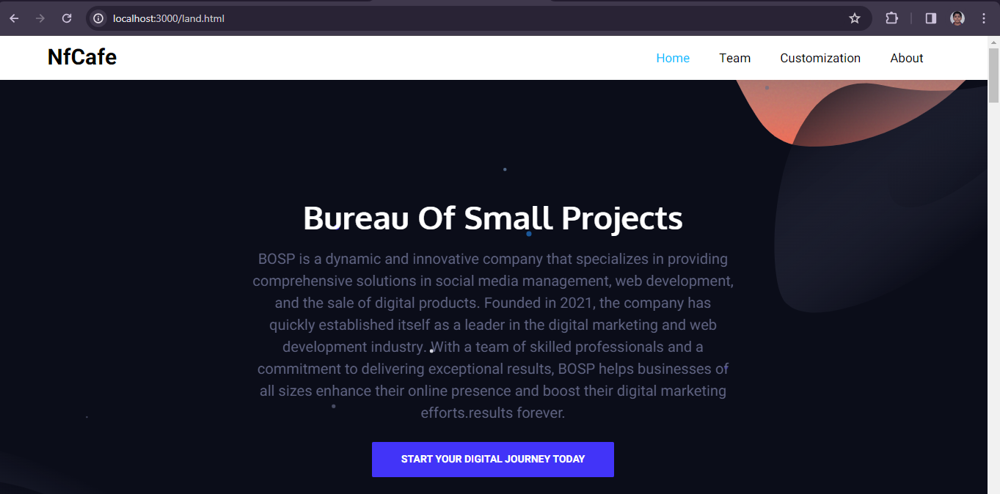 localhost:3000/land.html
NfCafe
Home Team Customization About
Bureau Of Small Projects
BOSP is a dynamic and innovative company that specializes in providing
comprehensive solutions in social media management, web development,
and the sale of digital products. Founded in 2021, the company has
quickly established itself as a leader in the digital marketing and web
development industry. With a team of skilled professionals and a
commitment to delivering exceptional results, BOSP helps businesses of
all sizes enhance their online presence and boost their digital marketing
efforts.results forever.
START YOUR DIGITAL JOURNEY TODAY